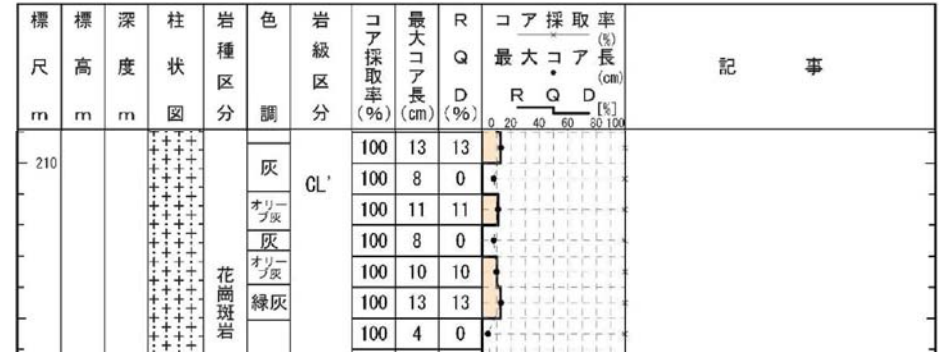 標尺m
標高m
深度m
柱状図
岩種区分
色調
岩級区分
コア採取率(%)
最大コア長(cm)
RQD(%)
コア採取率(%)
最大コア長(cm)
RQD[%]
0 20 40 60 80 100
記事
210
花崗斑岩
灰
オリーブ灰
灰
オリーブ灰
緑灰
CL'
100 13 13
100 8 0
100 11 11
100 8 0
100 10 10
100 13 13
100 4 0